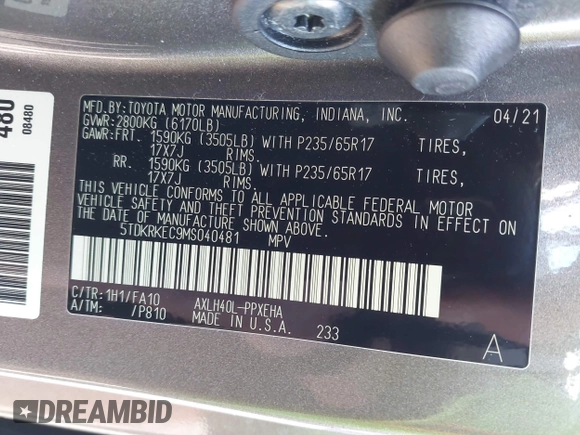 480
08480
MFD.BY:TOYOTA MOTOR MANUFACTURING, INDIANA, INC. 04/21
GVWR:2800KG (6170LB)
GAWR:FRT. 1590KG (3505LB) WITH P235/65R17 TIRES,
17X7J RIMS.
RR. 1590KG (3505LB) WITH P235/65R17 TIRES,
17X7J RIMS.
THIS VEHICLE CONFORMS TO ALL APPLICABLE FEDERAL MOTOR
VEHICLE SAFETY AND THEFT PREVENTION STANDARDS IN EFFECT ON
THE DATE OF MANUFACTURE SHOWN ABOVE.
5TDKRKEC9MS040481 MPV
C/TR:1H1/FA10 AXLH40L-PPXEHA
A/TM: /P810 MADE IN U.S.A. 233
A
DREAMBID